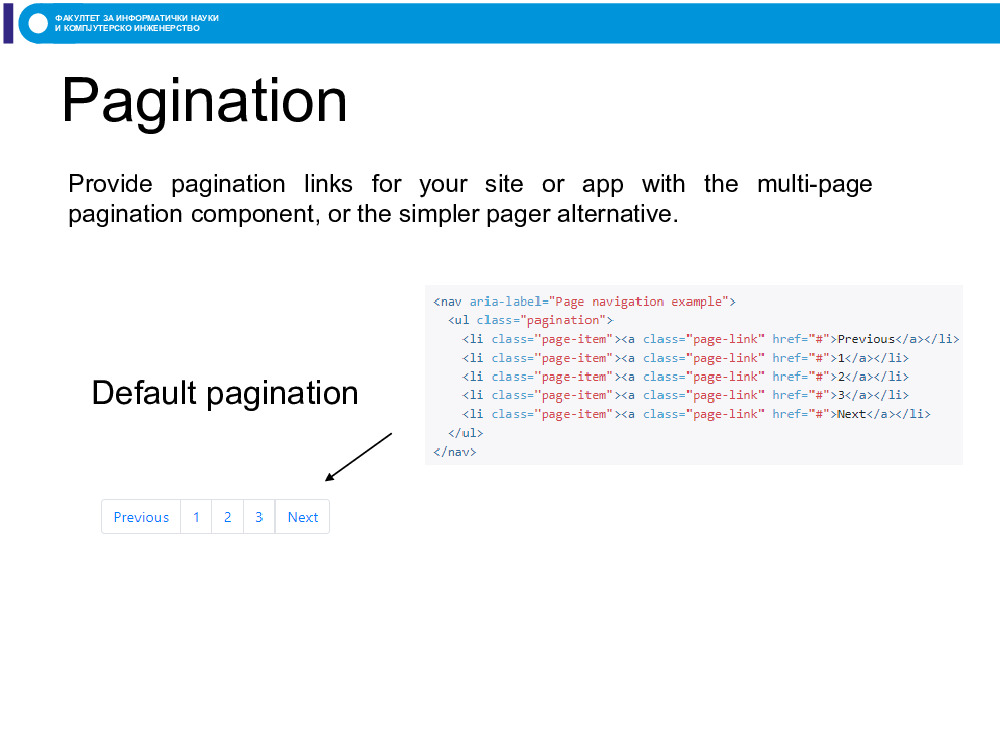 ФАКУЛТЕТ ЗА ИНФОРМАТИЧКИ НАУКИ
И КОМПЈУТЕРСКО ИНЖЕНЕРСТВО
Pagination
Provide pagination links for your site or app with the multi-page
pagination component, or the simpler pager alternative.
<nav aria-label="Page navigation example">
  <ul class="pagination">
    <li class="page-item"><a class="page-link" href="#">Previous</a></li>
    <li class="page-item"><a class="page-link" href="#">1</a></li>
    <li class="page-item"><a class="page-link" href="#">2</a></li>
    <li class="page-item"><a class="page-link" href="#">3</a></li>
    <li class="page-item"><a class="page-link" href="#">Next</a></li>
  </ul>
</nav>
Default pagination
Previous 1 2 3 Next